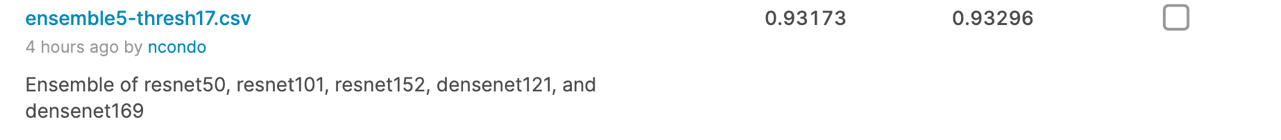 ensemble5-thresh17.csv 0.93173 0.93296
4 hours ago by ncondo
Ensemble of resnet50, resnet101, resnet152, densenet121, and
densenet169